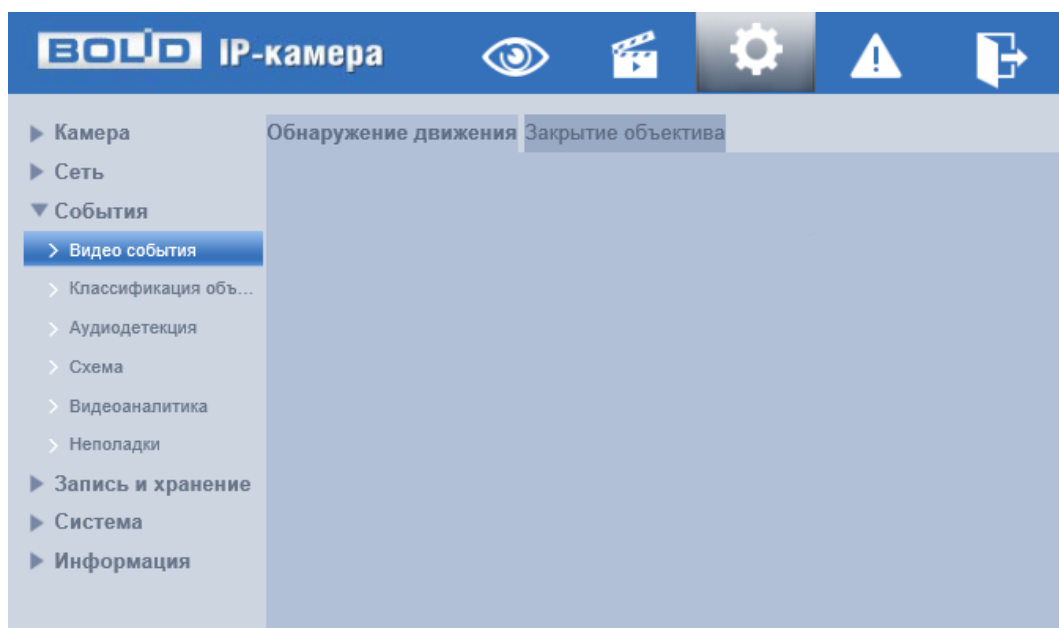 BOLID IP-камера
Камера
Обнаружение движения Закрытие объектива
Сеть
События
Видео события
Классификация объ...
Аудиодетекция
Схема
Видеоаналитика
Неполадки
Запись и хранение
Система
Информация